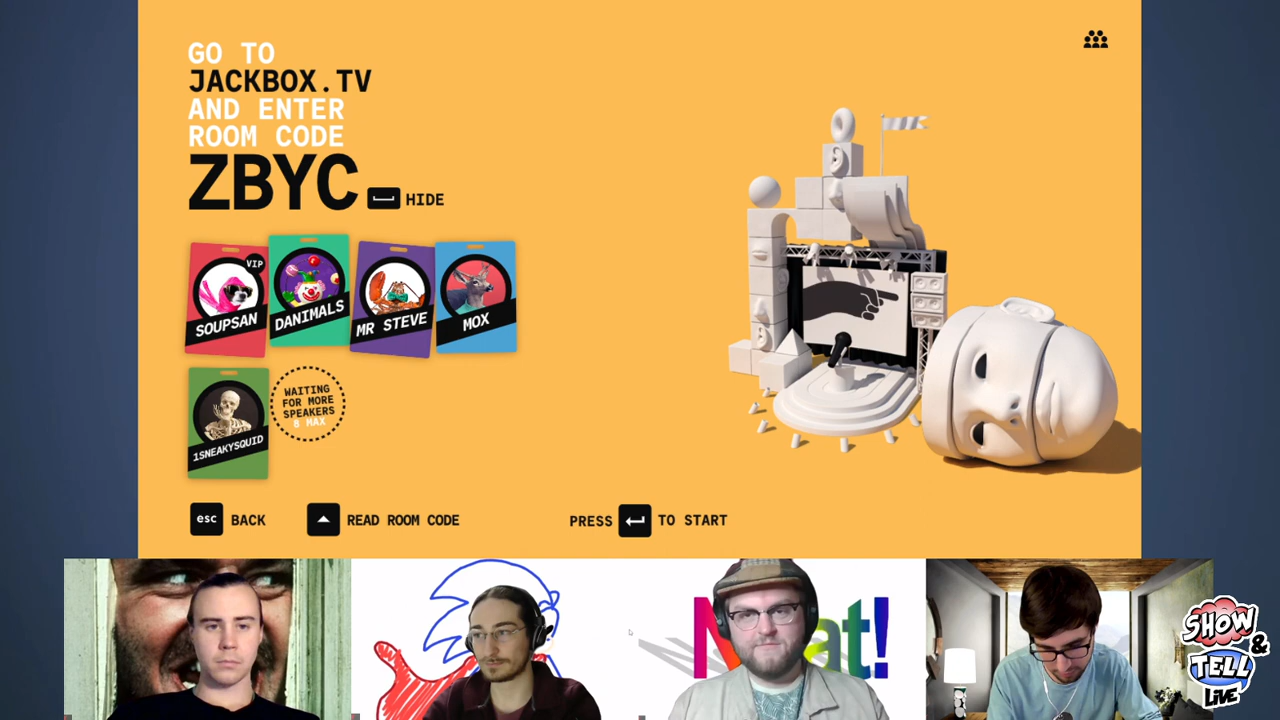 GO TO
JACKBOX.TV
AND ENTER
ROOM CODE
ZBYC
HIDE
VIP
SOUPSAN
DANIMALS
MR STEVE
MOX
1SNEAKYSQUID
WAITING
FOR MORE
SPEAKERS
8 MAX
esc BACK
READ ROOM CODE
PRESS TO START
SHOW
&
TELL
LIVE